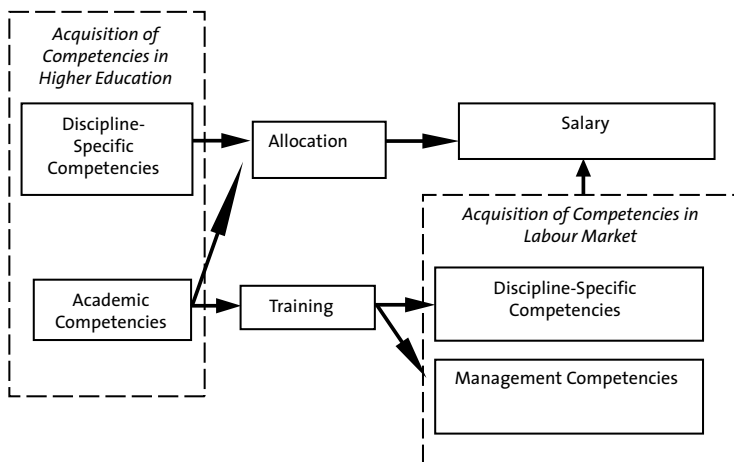 Acquisition of
Competencies in
Higher Education
Discipline-
Specific
Competencies
Allocation
Salary
Acquisition of Competencies in
Labour Market
Academic
Competencies
Training
Discipline-Specific
Competencies
Management Competencies